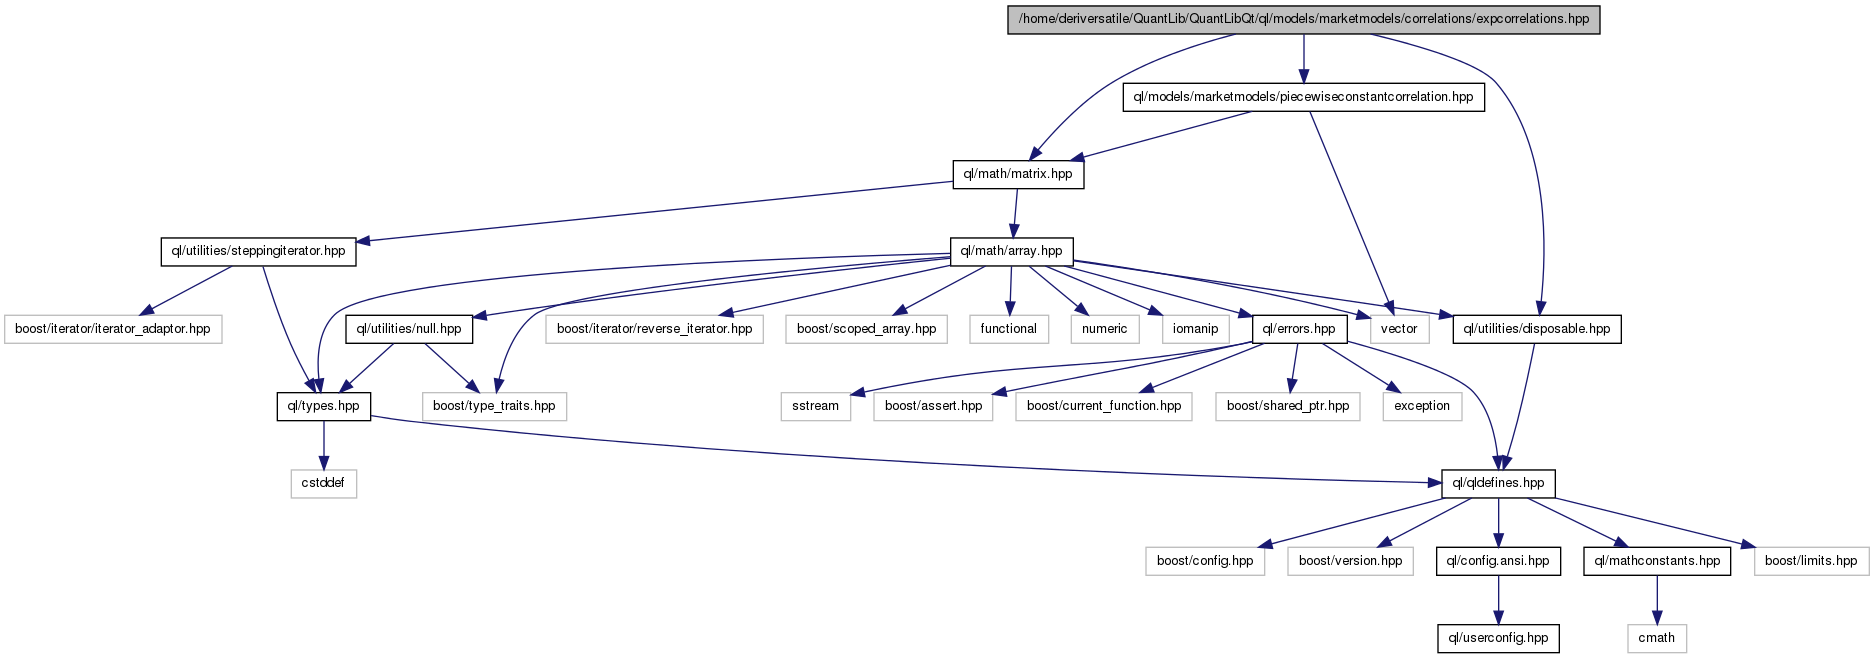 /home/deriversatile/QuantLib/QuantLibQt/ql/models/marketmodels/correlations/expcorrelations.hpp
ql/models/marketmodels/piecewiseconstantcorrelation.hpp
ql/math/matrix.hpp
ql/utilities/steppingiterator.hpp
ql/math/array.hpp
boost/iterator/iterator_adaptor.hpp
ql/utilities/null.hpp
boost/iterator/reverse_iterator.hpp
boost/scoped_array.hpp
functional
numeric
iomanip
ql/errors.hpp
vector
ql/utilities/disposable.hpp
ql/types.hpp
boost/type_traits.hpp
sstream
boost/assert.hpp
boost/current_function.hpp
boost/shared_ptr.hpp
exception
cstddef
ql/qldefines.hpp
boost/config.hpp
boost/version.hpp
ql/config.ansi.hpp
ql/mathconstants.hpp
boost/limits.hpp
ql/userconfig.hpp
cmath